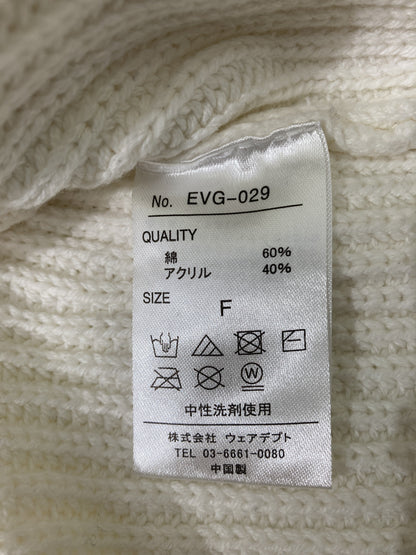 No. EVG-029
QUALITY
綿 60%
アクリル 40%
SIZE
F
W
中性洗剤使用
株式会社 ウェアデプト
TEL 03-6661-0080
中国製